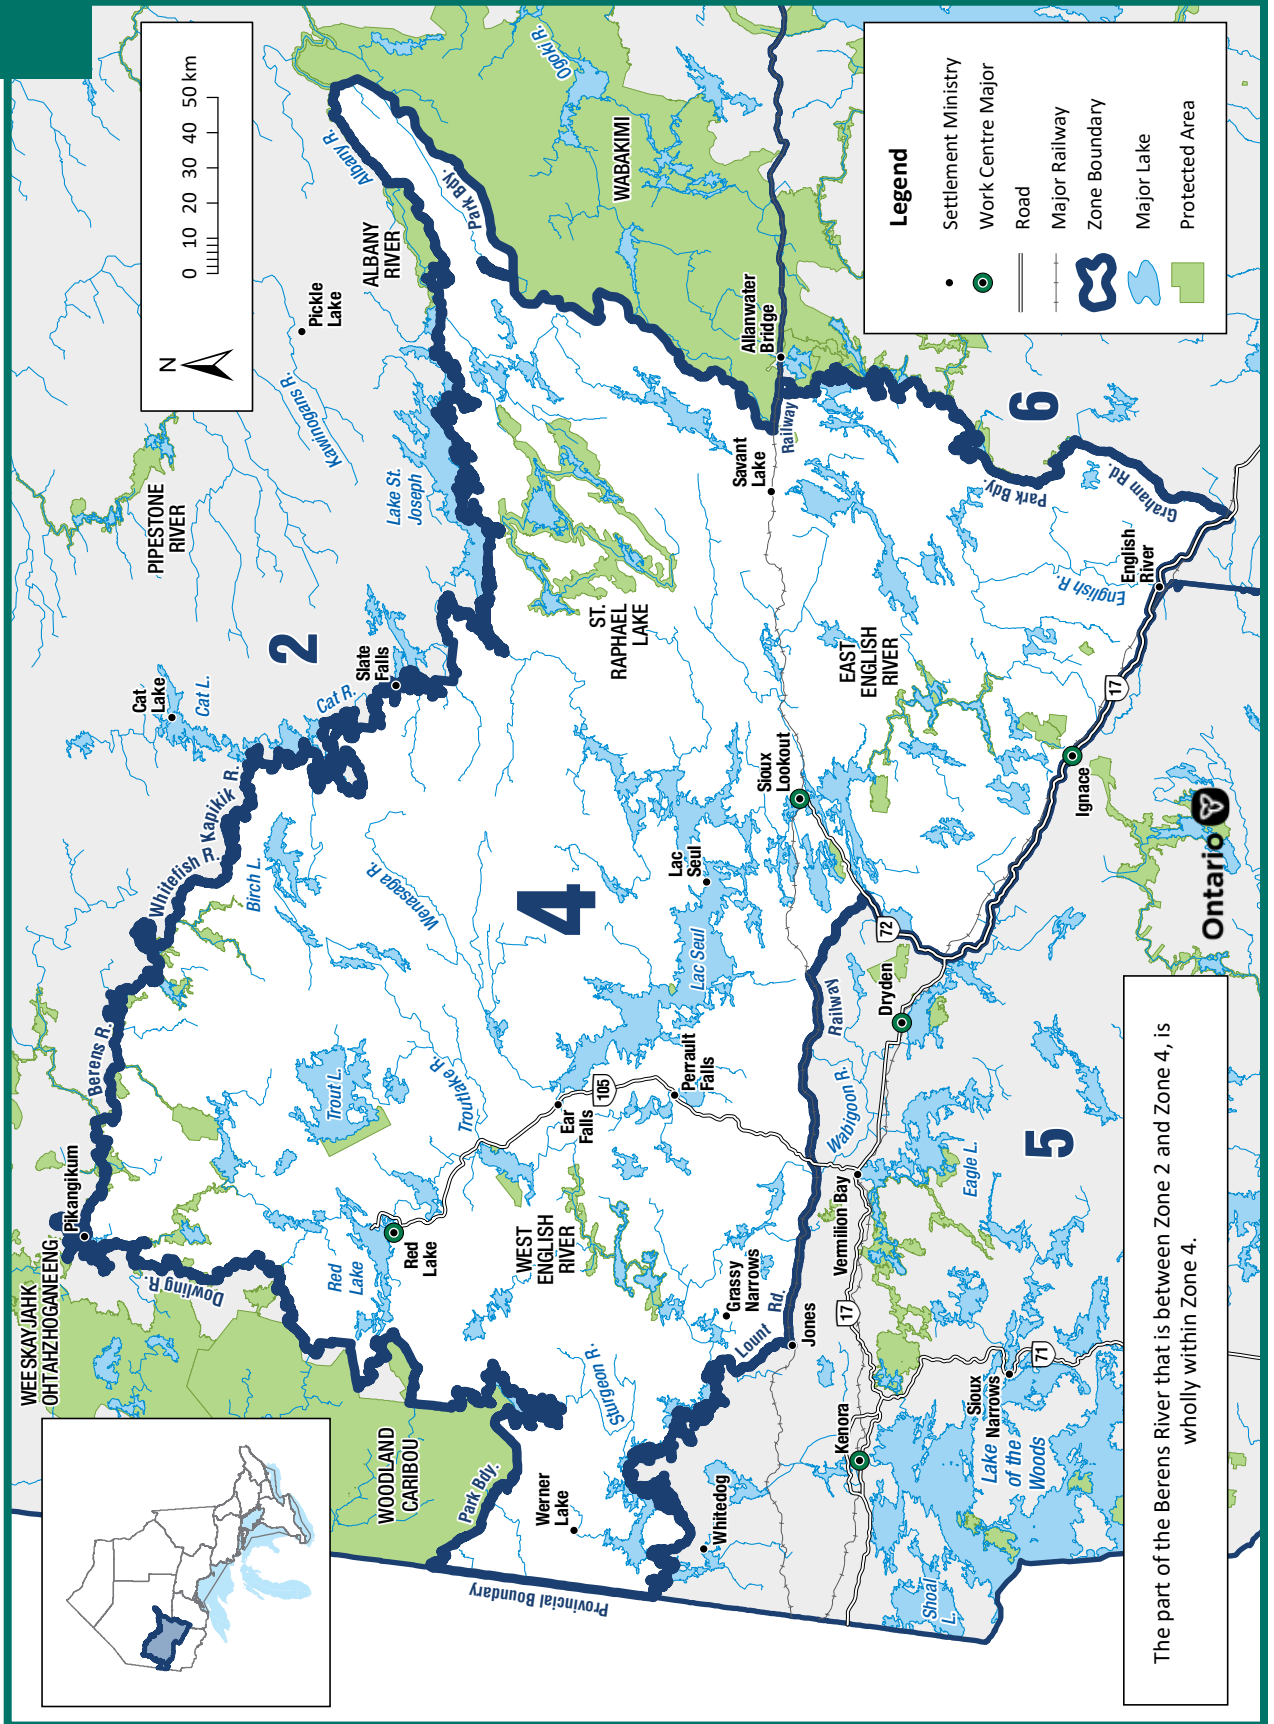 WEESKAYJAHK
OHTAHZHOGANEENG
Pikangikum
Berens R.
Whitefish R.
Kapikik R.
Cat
Lake
Cat L.
2
PIPESTONE
RIVER
Kawinogans R.
Pickle
Lake
N
0 10 20 30 40 50 km
Dowling R.
Birch L.
Cat R.
Slate
Falls
Lake St.
Joseph
ALBANY
RIVER
Albany R.
Park Bdy.
Ogoki R.
WABAKIMI
Trout L.
Red
Lake
Red
Lake
Troutlake R.
Wenasaga R.
WOODLAND
CARIBOU
Park Bdy.
Werner
Lake
Sturgeon R.
WEST
ENGLISH
RIVER
Ear
Falls
105
Perrault
Falls
4
Lac
Seul
Lac Seul
ST.
RAPHAEL
LAKE
Savant
Lake
Railway
Allanwater
Bridge
Sioux
Lookout
Provincial Boundary
Whitedog
Grassy
Narrows
Lount Rd.
Jones
Railway
Wabigoon R.
Vermilion Bay
17
Kenora
Dryden
72
EAST
ENGLISH
RIVER
Park Bdy.
6
Graham Rd.
English
River
English R.
17
Ignace
Eagle L.
5
71
Sioux
Narrows
Lake
of the
Woods
Shoal
L.
Legend
Settlement Ministry
Work Centre Major
Road
Major Railway
Zone Boundary
Major Lake
Protected Area
The part of the Berens River that is between Zone 2 and Zone 4, is
wholly within Zone 4.
Ontario